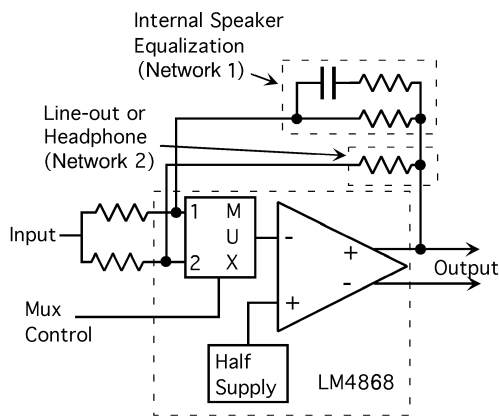 Internal Speaker
Equalization
(Network 1)
Line-out or
Headphone
(Network 2)
1 M
U
2 X
Input
-
+
+
-
Output
Mux
Control
Half
Supply
LM4868